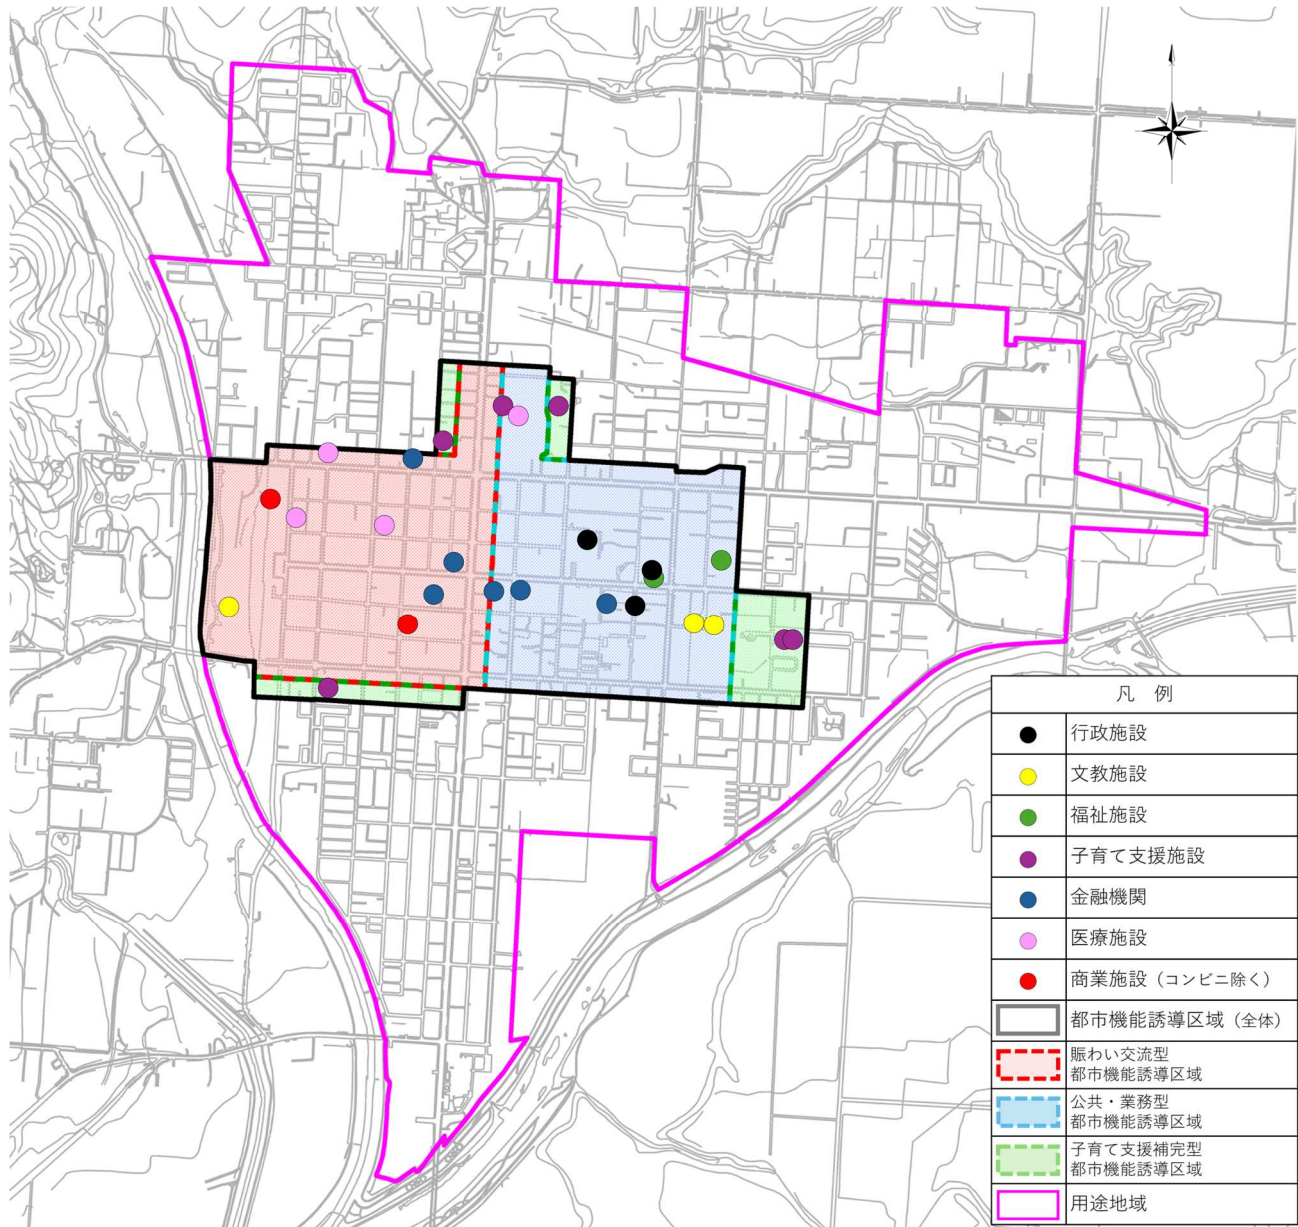 凡 例
行政施設
文教施設
福祉施設
子育て支援施設
金融機関
医療施設
商業施設（コンビニ除く）
都市機能誘導区域（全体）
賑わい交流型
都市機能誘導区域
公共・業務型
都市機能誘導区域
子育て支援補完型
都市機能誘導区域
用途地域